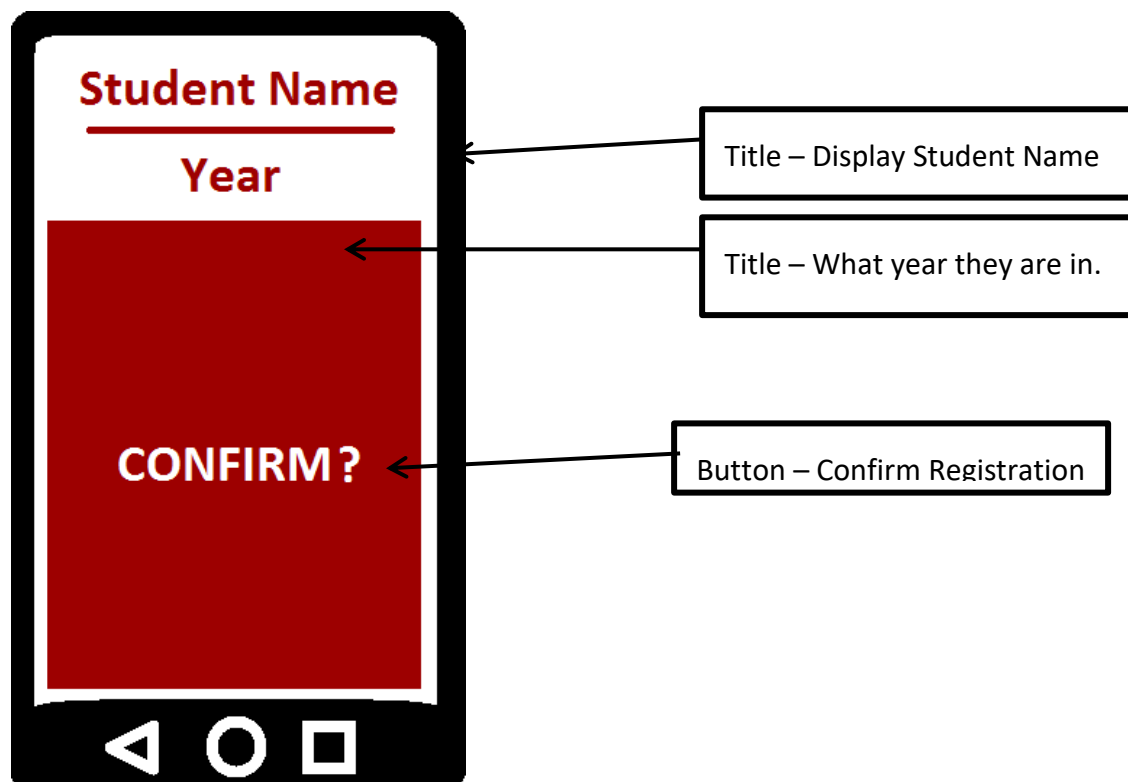 Student Name
Year
CONFIRM?
Title – Display Student Name
Title – What year they are in.
Button – Confirm Registration